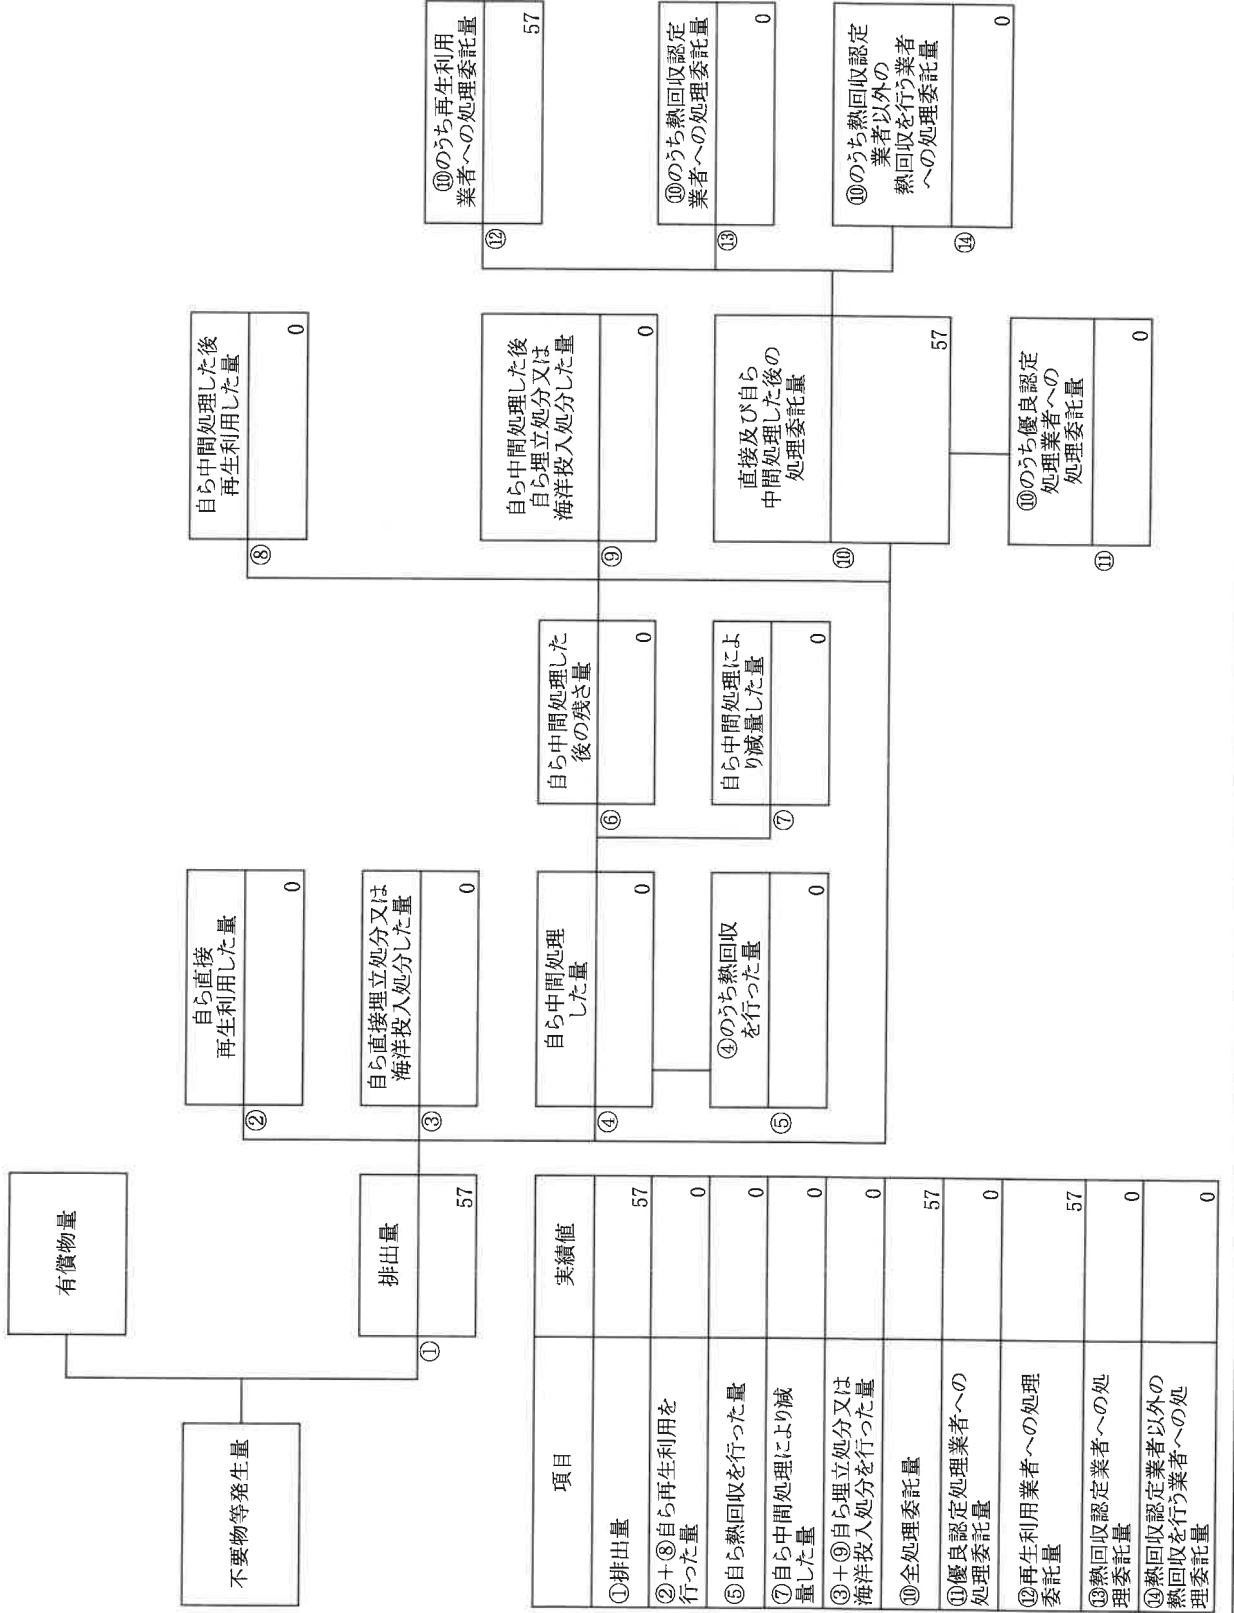 不要物等発生量
有償物量
①
排出量
57
②
自ら直接
再生利用した量
0
③
自ら直接埋立処分又は
海洋投入処分した量
0
④
自ら中間処理
した量
0
⑤
④のうち熱回収
を行った量
0
⑥
自ら中間処理した
後の残さ量
0
⑦
自ら中間処理によ
り減量した量
0
⑧
自ら中間処理した後
再生利用した量
0
⑨
自ら中間処理した後
自ら埋立処分又は
海洋投入処分した量
0
⑩
直接及び自ら
中間処理した後の
処理委託量
57
⑪
⑩のうち優良認定
処理業者への
処理委託量
0
⑫
⑩のうち再生利用
業者への処理委託量
57
⑬
⑩のうち熱回収認定
業者への処理委託量
0
⑭
⑩のうち熱回収認定
業者以外の
熱回収を行う業者
への処理委託量
0
項目
実績値
①排出量
57
②+⑧自ら再生利用を
行った量
0
⑤自ら熱回収を行った量
0
⑦自ら中間処理により減
量した量
0
③+⑨自ら埋立処分又は
海洋投入処分を行った量
0
⑩全処理委託量
57
⑪優良認定処理業者への
処理委託量
0
⑫再生利用業者への処理
委託量
57
⑬熱回収認定業者への処
理委託量
0
⑭熱回収認定業者以外の
熱回収を行う業者への処
理委託量
0